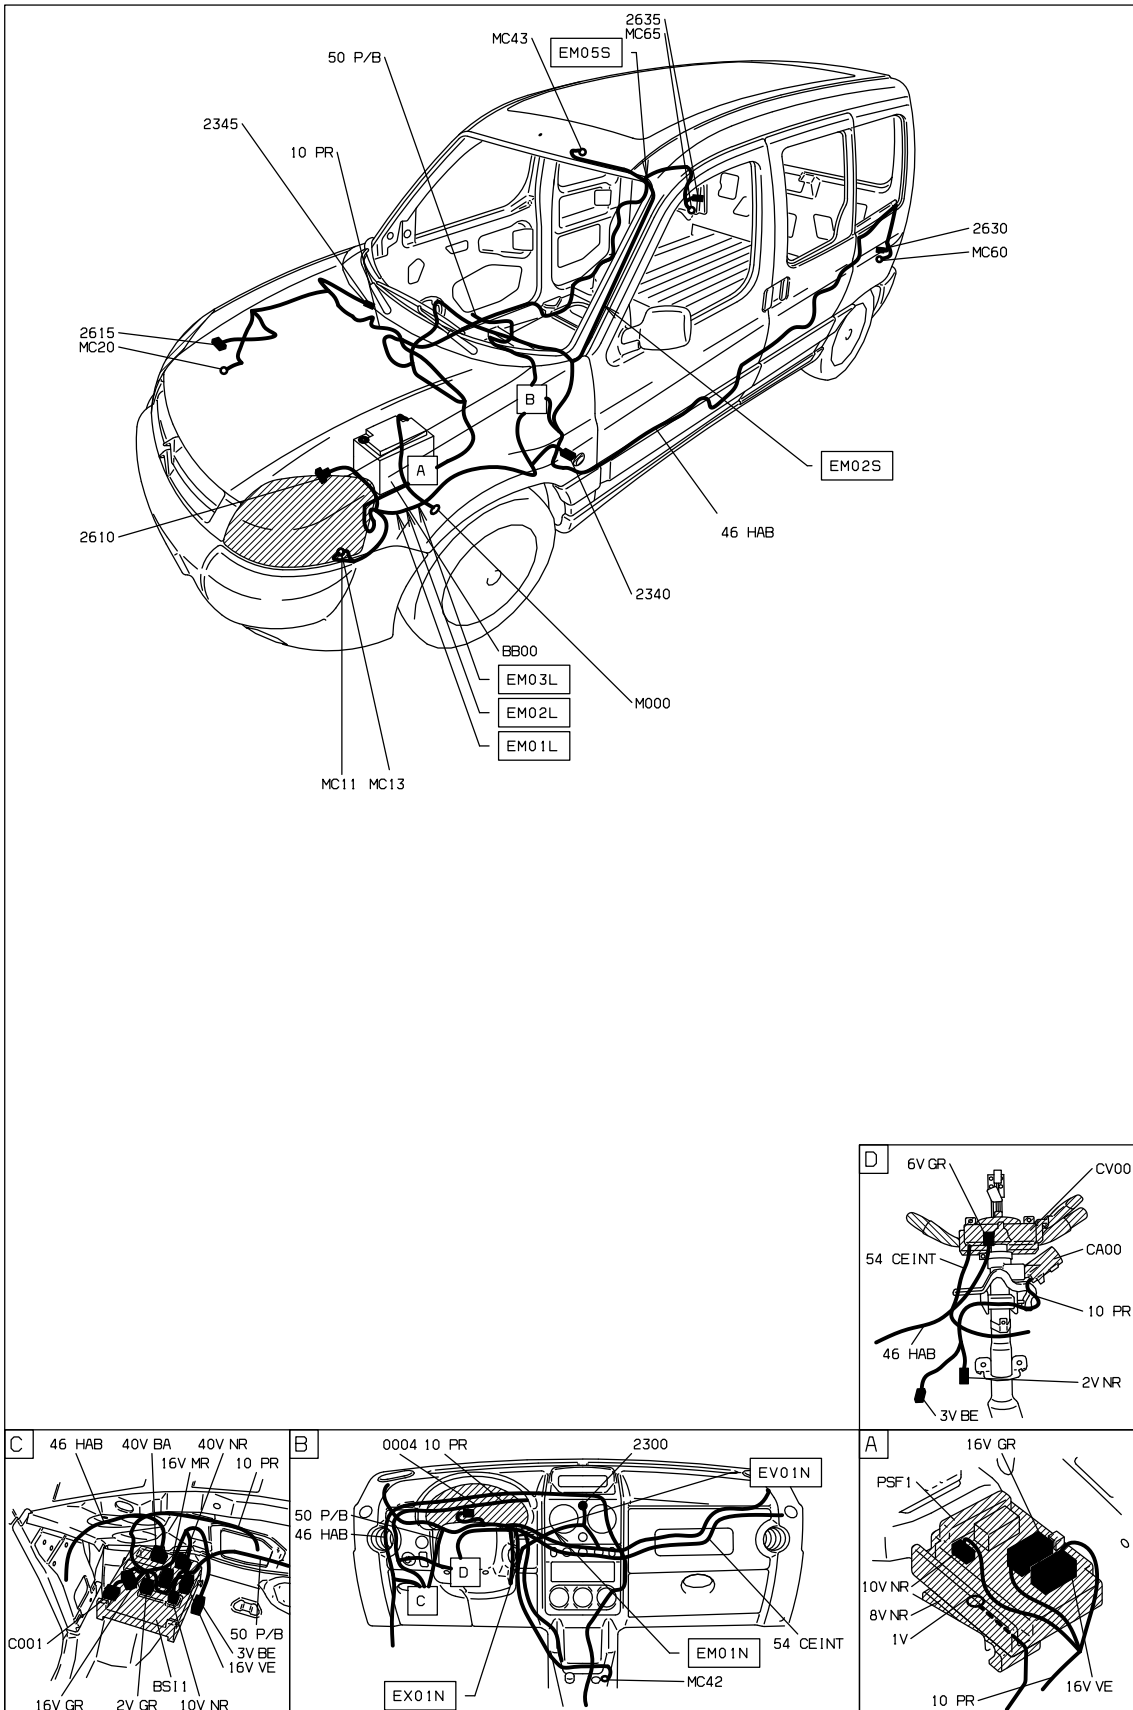 2635
MC43 MC65
EM05S
50 P/B
2345
10 PR
2630
MC60
2615
MC20
B
A
EM02S
46 HAB
2610
2340
BB00
EM03L
M000
EM02L
EM01L
MC11 MC13
D
6V GR
CV00
54 CEINT
CA00
10 PR
46 HAB
2V NR
3V BE
C
46 HAB 40V BA 40V NR
16V MR 10 PR
C001
50 P/B
3V BE
16V VE
BSI1
16V GR 2V GR 10V NR
B
0004 10 PR 2300
EV01N
50 P/B
46 HAB
D
C
54 CEINT
EM01N
MC42
EX01N
A
16V GR
PSF1
10V NR
8V NR
1V
16V VE
10 PR